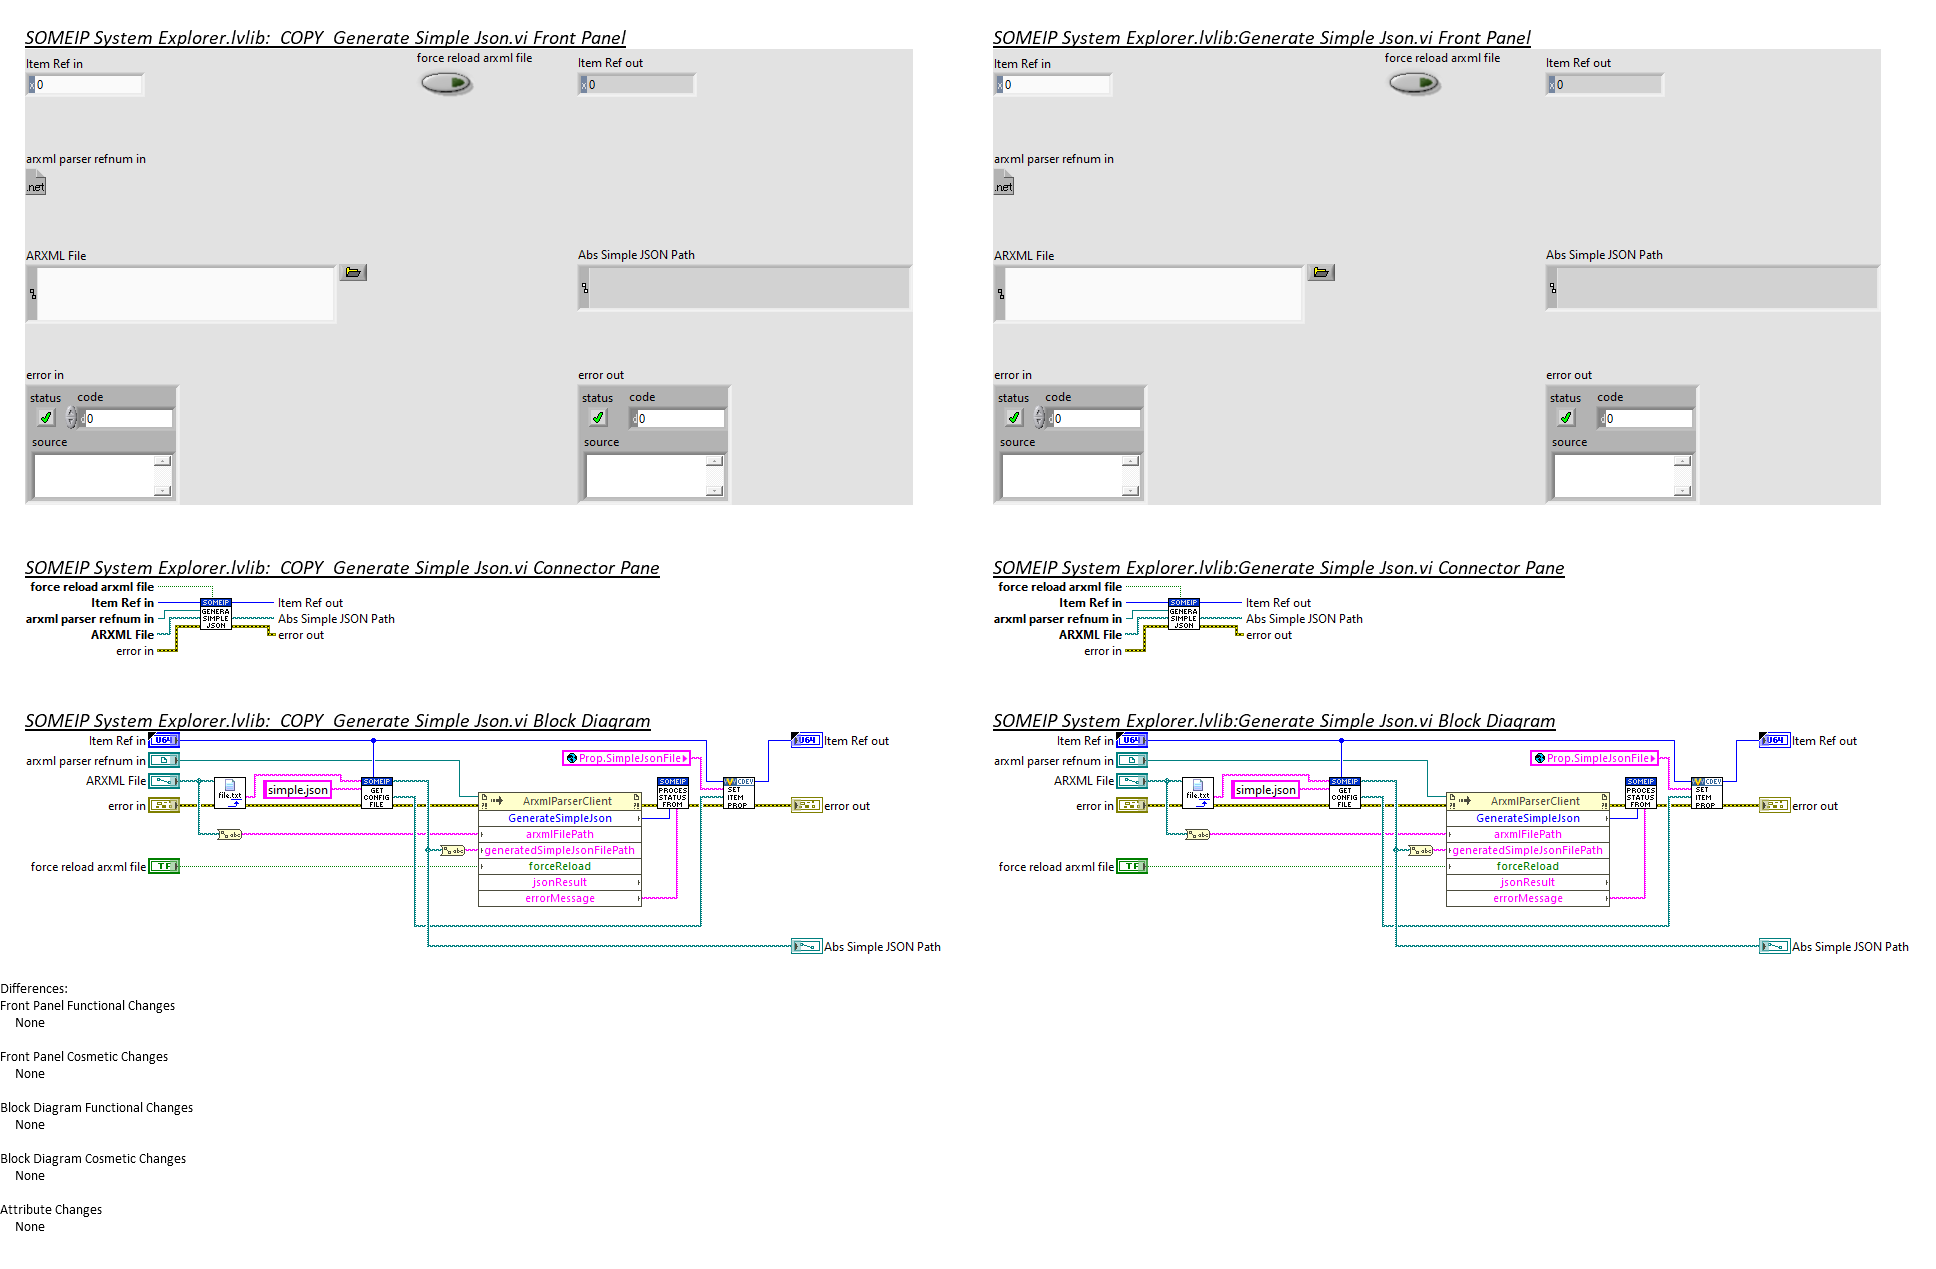 SOMEIP System Explorer.lvlib:  COPY  Generate Simple Json.vi Front Panel
Item Ref in
force reload arxml file
Item Ref out
x 0
x 0
arxml parser refnum in
.net
ARXML File
Abs Simple JSON Path
error in
error out
status code
status code
d 0
d 0
source
source
SOMEIP System Explorer.lvlib:Generate Simple Json.vi Front Panel
Item Ref in
force reload arxml file
Item Ref out
x 0
x 0
arxml parser refnum in
.net
ARXML File
Abs Simple JSON Path
error in
error out
status code
status code
d 0
d 0
source
source
SOMEIP System Explorer.lvlib:  COPY  Generate Simple Json.vi Connector Pane
force reload arxml file
Item Ref in
arxml parser refnum in
ARXML File
error in
SOMEIP
GENERA
SIMPLE
JSON
Item Ref out
Abs Simple JSON Path
error out
SOMEIP System Explorer.lvlib:Generate Simple Json.vi Connector Pane
force reload arxml file
Item Ref in
arxml parser refnum in
ARXML File
error in
SOMEIP
GENERA
SIMPLE
JSON
Item Ref out
Abs Simple JSON Path
error out
SOMEIP System Explorer.lvlib:  COPY  Generate Simple Json.vi Block Diagram
Item Ref in
U64
arxml parser refnum in
ARXML File
error in
force reload arxml file
TF
file.txt
simple.json
SOMEIP
GET
CONFIG
FILE
abc
abc
ArxmlParserClient
GenerateSimpleJson
arxmlFilePath
generatedSimpleJsonFilePath
forceReload
jsonResult
errorMessage
Prop.SimpleJsonFile
SOMEIP
PROCES
STATUS
FROM
CDEV
SET
ITEM
PROP
U64
Item Ref out
error out
Abs Simple JSON Path
SOMEIP System Explorer.lvlib:Generate Simple Json.vi Block Diagram
Item Ref in
U64
arxml parser refnum in
ARXML File
error in
force reload arxml file
TF
file.txt
simple.json
SOMEIP
GET
CONFIG
FILE
abc
abc
ArxmlParserClient
GenerateSimpleJson
arxmlFilePath
generatedSimpleJsonFilePath
forceReload
jsonResult
errorMessage
Prop.SimpleJsonFile
SOMEIP
PROCES
STATUS
FROM
CDEV
SET
ITEM
PROP
U64
Item Ref out
error out
Abs Simple JSON Path
Differences:
Front Panel Functional Changes
None
Front Panel Cosmetic Changes
None
Block Diagram Functional Changes
None
Block Diagram Cosmetic Changes
None
Attribute Changes
None